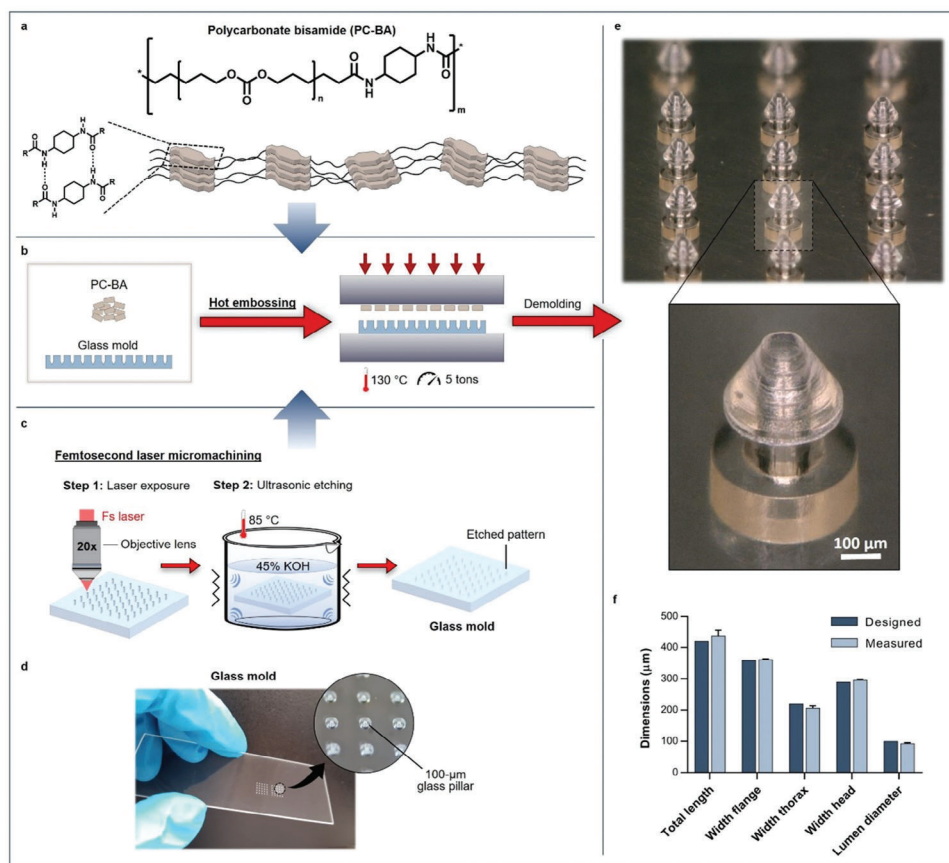 a
Polycarbonate bisamide (PC-BA)
* O O O n O N H N H O m *
H N O R
R O N H
O R N H
H N O R
b
PC-BA
Glass mold
Hot embossing
130 °C 5 tons
Demolding
c
Femtosecond laser micromachining
Step 1: Laser exposure
Step 2: Ultrasonic etching
Fs laser
20x
Objective lens
85 °C
45% KOH
Etched pattern
Glass mold
d
Glass mold
100-μm
glass pillar
e
100 μm
f
Designed
Measured
Dimensions (μm)
500
400
300
200
100
0
Total length
Width flange
Width thorax
Width head
Lumen diameter